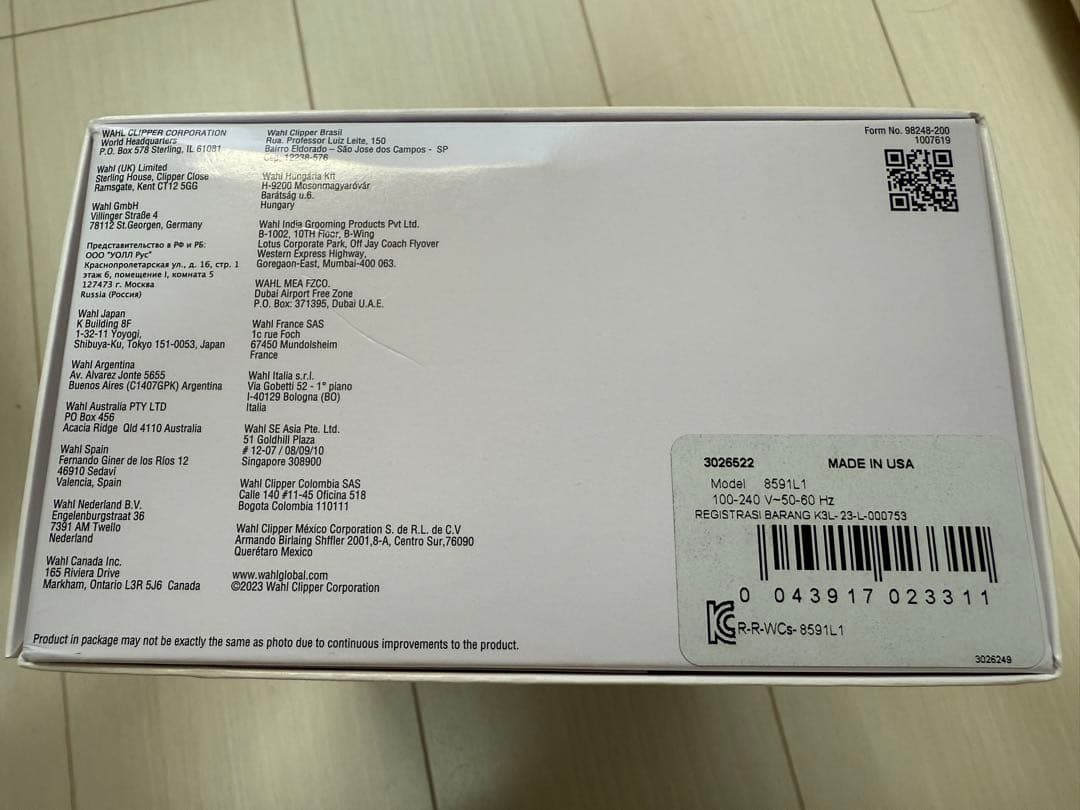 WAHL CLIPPER CORPORATION
World Headquarters
P.O. Box 578 Sterling, IL 61081
Wahl (UK) Limited
Sterling House, Clipper Close
Ramsgate, Kent CT12 5GG
Wahl GmbH
Villinger Straße 4
78112 St.Georgen, Germany
Представительство в РФ и РБ:
ООО "УОЛЛ Рус"
Краснопролетарская ул., д. 16, стр. 1
этаж 6, помещение I, комната 5
127473 г. Москва
Russia (Россия)
Wahl Japan
K Building 8F
1-32-11 Yoyogi,
Shibuya-Ku, Tokyo 151-0053, Japan
Wahl Argentina
Av. Alvarez Jonte 5655
Buenos Aires (C1407GPK) Argentina
Wahl Australia PTY LTD
PO Box 456
Acacia Ridge Qld 4110 Australia
Wahl Spain
Fernando Giner de los Ríos 12
46910 Sedaví
Valencia, Spain
Wahl Nederland B.V.
Engelenburgstraat 36
7391 AM Twello
Nederland
Wahl Canada Inc.
165 Riviera Drive
Markham, Ontario L3R 5J6 Canada
Wahl Clipper Brasil
Rua. Professor Luiz Leite, 150
Bairro Eldorado – São Jose dos Campos - SP
Cep. 12238-576
Wahl Hungária Kft
H-9200 Mosonmagyaróvár
Barátság u.6.
Hungary
Wahl India Grooming Products Pvt Ltd.
B-1002, 10TH Floor, B-Wing
Lotus Corporate Park, Off Jay Coach Flyover
Western Express Highway,
Goregaon-East, Mumbai-400 063.
WAHL MEA FZCO.
Dubai Airport Free Zone
P.O. Box: 371395, Dubai U.A.E.
Wahl France SAS
1c rue Foch
67450 Mundolsheim
France
Wahl Italia s.r.l.
Via Gobetti 52 - 1° piano
I-40129 Bologna (BO)
Italia
Wahl SE Asia Pte. Ltd.
51 Goldhill Plaza
# 12-07 / 08/09/10
Singapore 308900
Wahl Clipper Colombia SAS
Calle 140 #11-45 Oficina 518
Bogota Colombia 110111
Wahl Clipper México Corporation S. de R.L. de C.V
Armando Birlaing Shffler 2001,8-A, Centro Sur,76090
Querétaro Mexico
www.wahlglobal.com
©2023 Wahl Clipper Corporation
Product in package may not be exactly the same as photo due to continuous improvements to the product.
Form No. 98248-200
1007619
3026522 MADE IN USA
Model 8591L1
100-240 V~50-60 Hz
REGISTRASI BARANG K3L-23-L-000753
0 043917 023311
R-R-WCs-8591L1
3026249